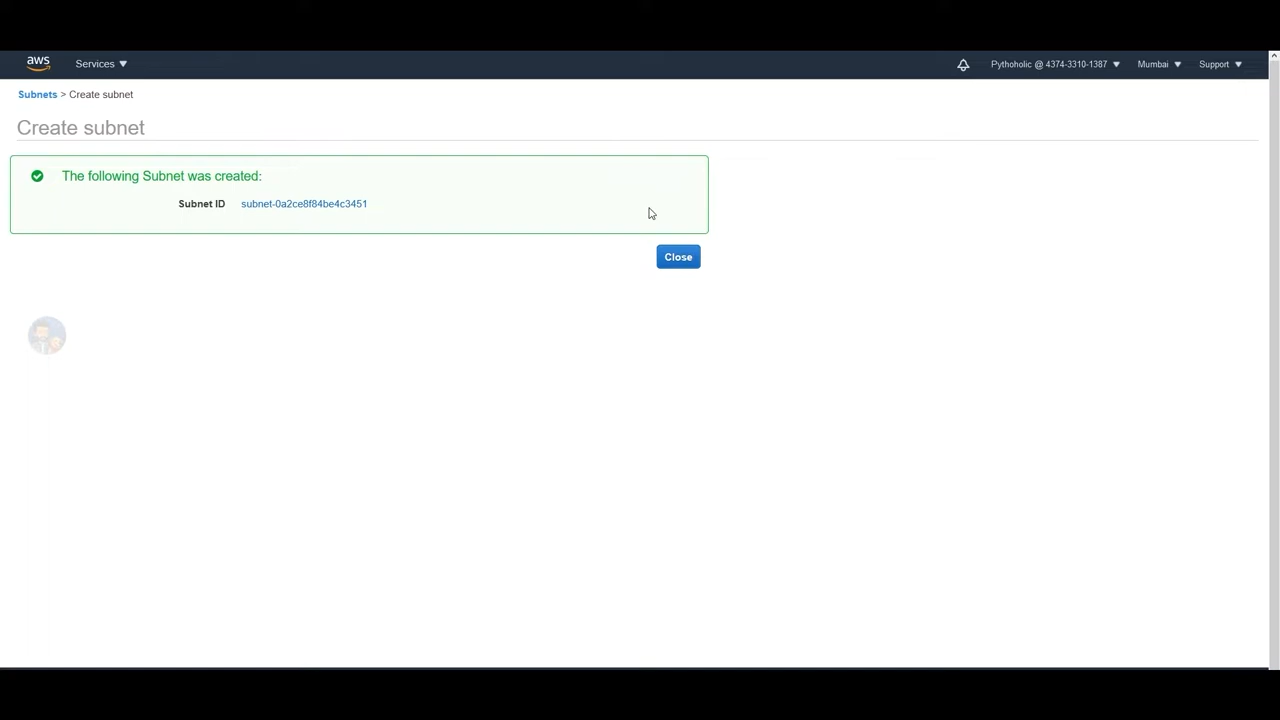 aws Services Pythoholic @ 4374-3310-1387 Mumbai Support
Subnets > Create subnet
Create subnet
The following Subnet was created:
Subnet ID subnet-0a2ce8f84be4c3451
Close